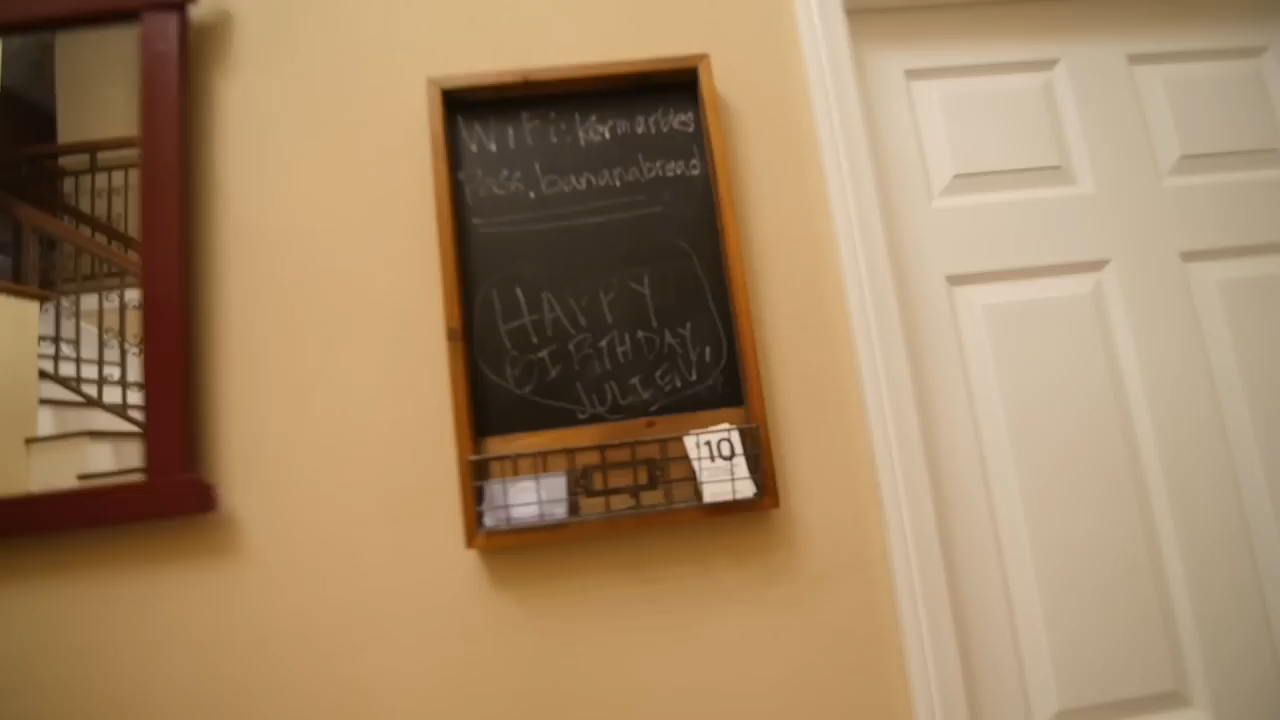 WiFi: kermarbles
Pass. bananabread
HAPPY
BIRTHDAY,
JULIEN!
10